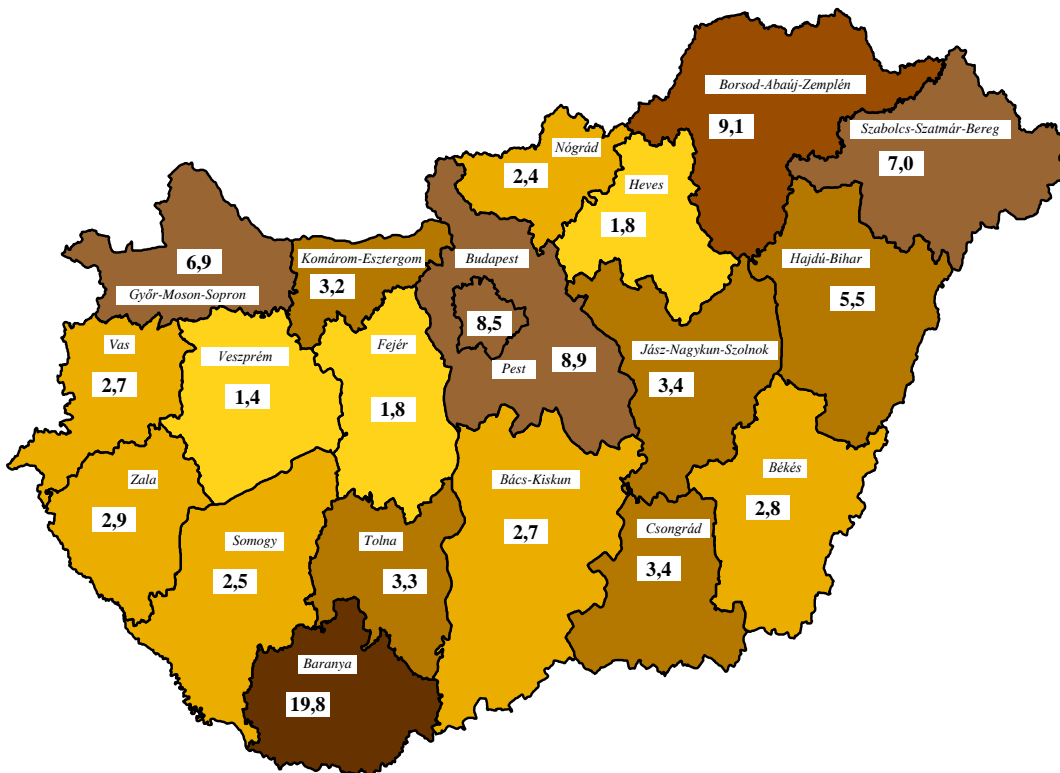 Borsod-Abaúj-Zemplén
9,1
Szabolcs-Szatmár-Bereg
7,0
Nógrád
2,4
Heves
1,8
Győr-Moson-Sopron
6,9
Komárom-Esztergom
3,2
Budapest
8,5
Pest
8,9
Hajdú-Bihar
5,5
Vas
2,7
Veszprém
1,4
Fejér
1,8
Jász-Nagykun-Szolnok
3,4
Zala
2,9
Somogy
2,5
Tolna
3,3
Bács-Kiskun
2,7
Csongrád
3,4
Békés
2,8
Baranya
19,8